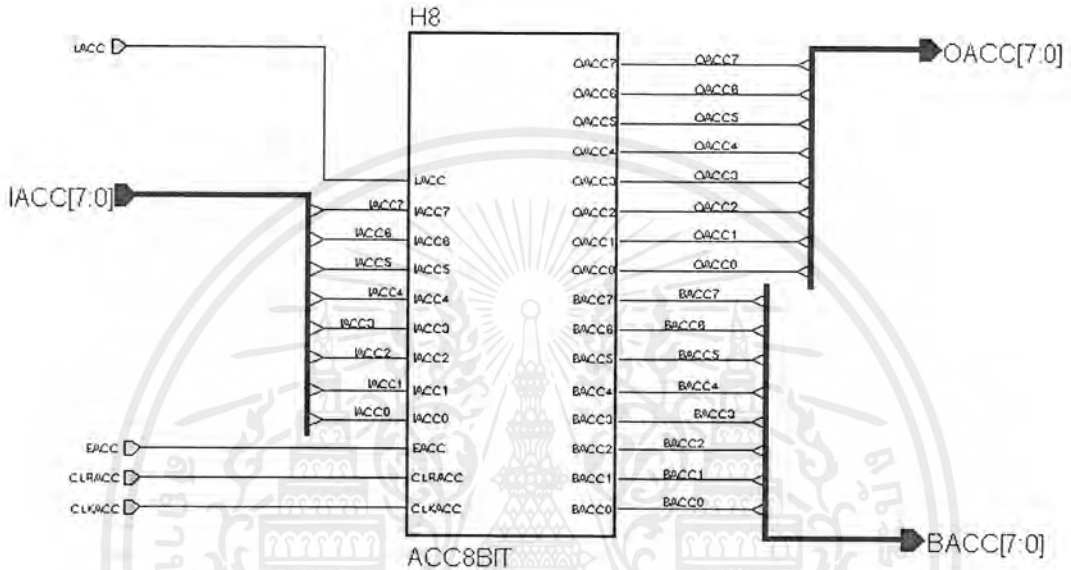 H8
LACC
OACC7 OACC7
OACC[7:0]
OACC6 OACC6
OACC5 OACC5
OACC4 OACC4
LACC
OACC3 OACC3
IACC[7:0]
IACC7 IACC7
OACC2 OACC2
IACC6 IACC6
OACC1 OACC1
IACC5 IACC5
OACC0 OACC0
IACC4 IACC4
BACC7 BACC7
IACC3 IACC3
BACC6 BACC6
IACC2 IACC2
BACC5 BACC5
IACC1 IACC1
BACC4 BACC4
IACC0 IACC0
BACC3 BACC3
EACC EACC
BACC2 BACC2
CLRACC CLRACC
BACC1 BACC1
CLKACC CLKACC
BACC0 BACC0
BACC[7:0]
ACC8BIT